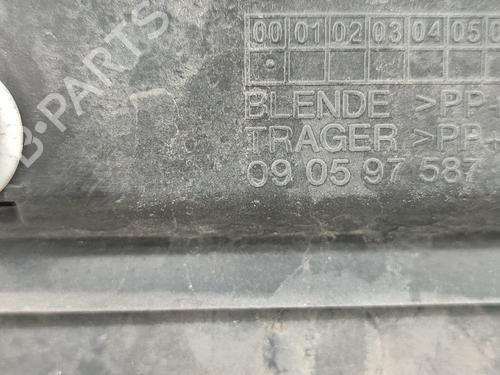 B-PARTS
00 01 02 03 04 05
BLENDE >PP
TRAGER >PP
09 05 97 587